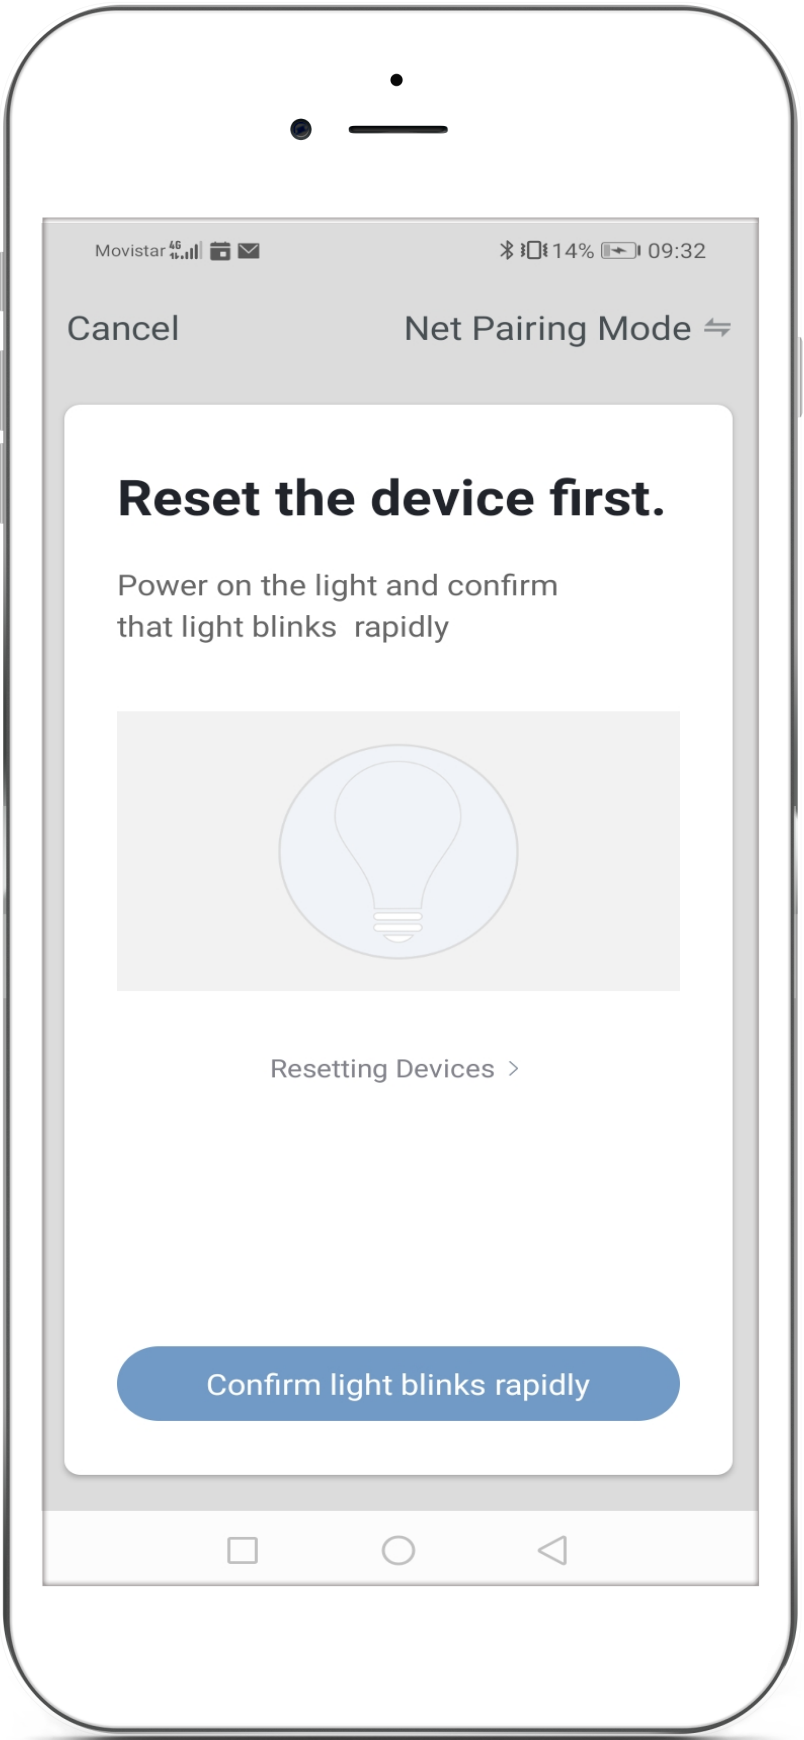 Movistar 4G 14% 09:32
Cancel Net Pairing Mode
Reset the device first.
Power on the light and confirm
that light blinks rapidly
Resetting Devices >
Confirm light blinks rapidly